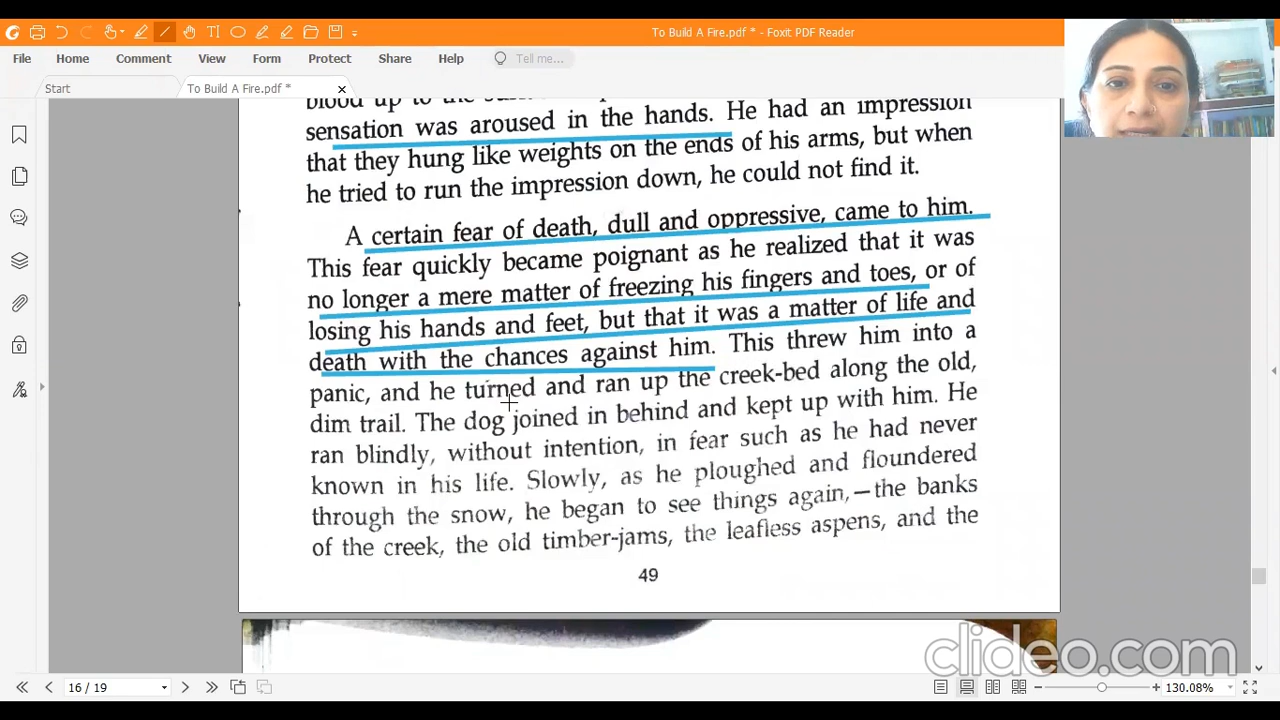 To Build A Fire.pdf * - Foxit PDF Reader
File Home Comment View Form Protect Share Help Tell me...
Start To Build A Fire.pdf *
blood up to the
sensation was aroused in the hands. He had an impression
that they hung like weights on the ends of his arms, but when
he tried to run the impression down, he could not find it.
A certain fear of death, dull and oppressive, came to him.
This fear quickly became poignant as he realized that it was
no longer a mere matter of freezing his fingers and toes, or of
losing his hands and feet, but that it was a matter of life and
death with the chances against him. This threw him into a
panic, and he turned and ran up the creek-bed along the old,
dim trail. The dog joined in behind and kept up with him. He
ran blindly, without intention, in fear such as he had never
known in his life. Slowly, as he ploughed and floundered
through the snow, he began to see things again,—the banks
of the creek, the old timber-jams, the leafless aspens, and the
49
clideo.com
16 / 19
130.08%